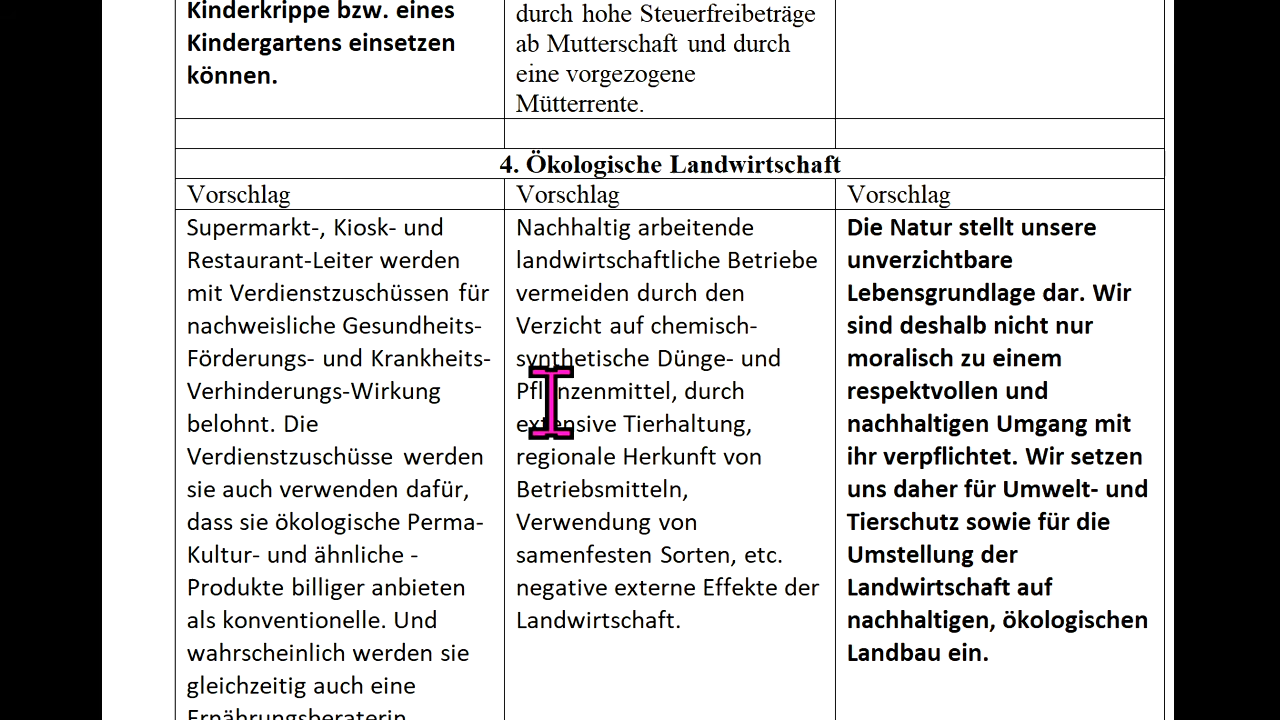 Kinderkrippe bzw. eines
Kindergartens einsetzen
können.
durch hohe Steuerfreibeträge
ab Mutterschaft und durch
eine vorgezogene
Mütterrente.
4. Ökologische Landwirtschaft
Vorschlag
Vorschlag
Vorschlag
Supermarkt-, Kiosk- und
Restaurant-Leiter werden
mit Verdienstzuschüssen für
nachweisliche Gesundheits-
Förderungs- und Krankheits-
Verhinderungs-Wirkung
belohnt. Die
Verdienstzuschüsse werden
sie auch verwenden dafür,
dass sie ökologische Perma-
Kultur- und ähnliche -
Produkte billiger anbieten
als konventionelle. Und
wahrscheinlich werden sie
gleichzeitig auch eine
Ernährungsberaterin
Nachhaltig arbeitende
landwirtschaftliche Betriebe
vermeiden durch den
Verzicht auf chemisch-
synthetische Dünge- und
Pflanzenmittel, durch
extensive Tierhaltung,
regionale Herkunft von
Betriebsmitteln,
Verwendung von
samenfesten Sorten, etc.
negative externe Effekte der
Landwirtschaft.
Die Natur stellt unsere
unverzichtbare
Lebensgrundlage dar. Wir
sind deshalb nicht nur
moralisch zu einem
respektvollen und
nachhaltigen Umgang mit
ihr verpflichtet. Wir setzen
uns daher für Umwelt- und
Tierschutz sowie für die
Umstellung der
Landwirtschaft auf
nachhaltigen, ökologischen
Landbau ein.